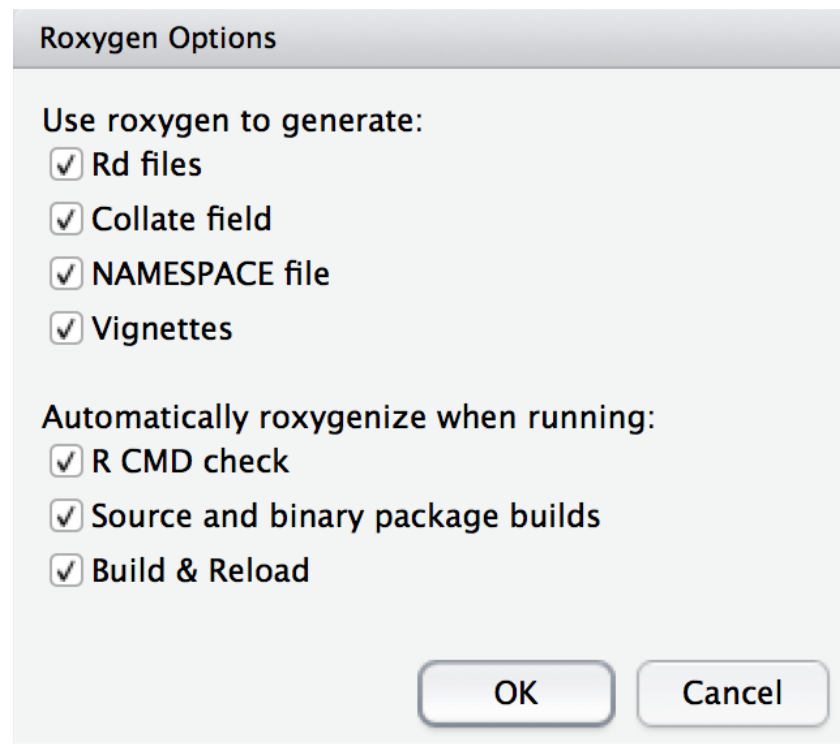 Roxygen Options
Use roxygen to generate:
Rd files
Collate field
NAMESPACE file
Vignettes
Automatically roxygenize when running:
R CMD check
Source and binary package builds
Build & Reload
OK Cancel